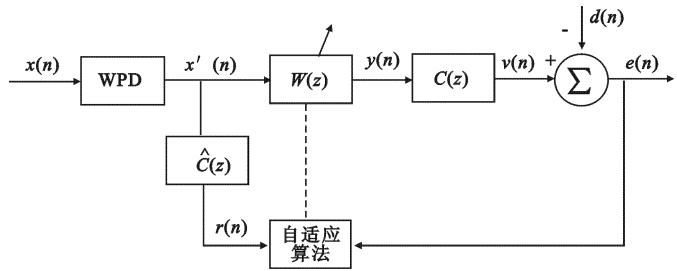 d(n)
-
x(n)
WPD
x′ (n)
W(z)
y(n)
C(z)
v(n)
+
Σ
e(n)
Ĉ(z)
r(n)
自适应
算法